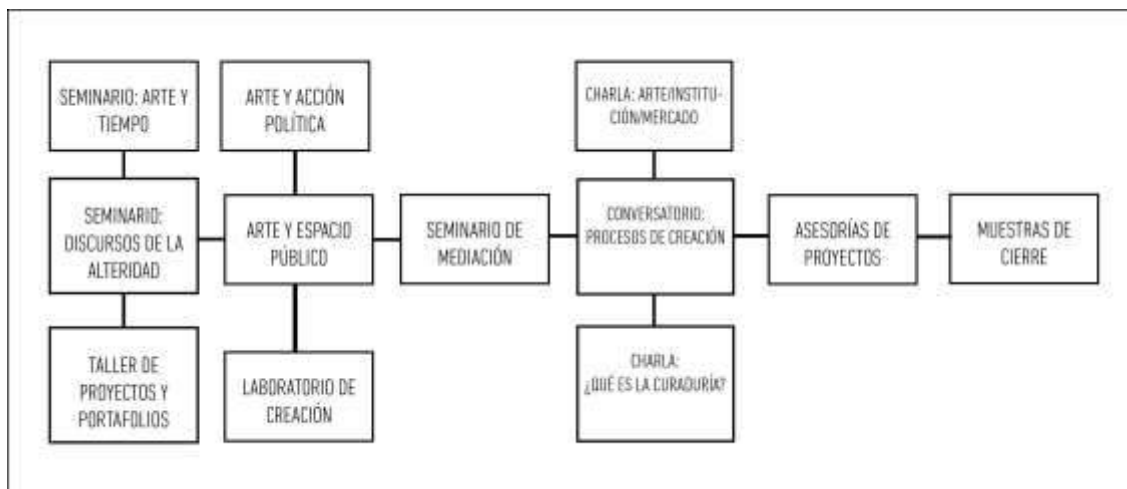 SEMINARIO: ARTE Y
TIEMPO
ARTE Y ACCIÓN
POLÍTICA
CHARLA: ARTE/INSTITU-
CIÓN/MERCADO
SEMINARIO:
DISCURSOS DE LA
ALTERIDAD
ARTE Y ESPACIO
PÚBLICO
SEMINARIO DE
MEDIACIÓN
CONVERSATORIO:
PROCESOS DE CREACIÓN
ASESORÍAS DE
PROYECTOS
MUESTRAS DE
CIERRE
TALLER DE
PROYECTOS Y
PORTAFOLIOS
LABORATORIO DE
CREACIÓN
CHARLA:
¿QUÉ ES LA CURADURÍA?